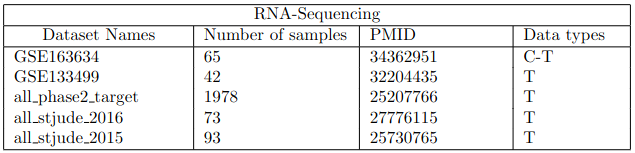 RNA-Sequencing
Dataset Names Number of samples PMID Data types
GSE163634 65 34362951 C-T
GSE133499 42 32204435 T
all_phase2_target 1978 25207766 T
all_stjude_2016 73 27776115 T
all_stjude_2015 93 25730765 T